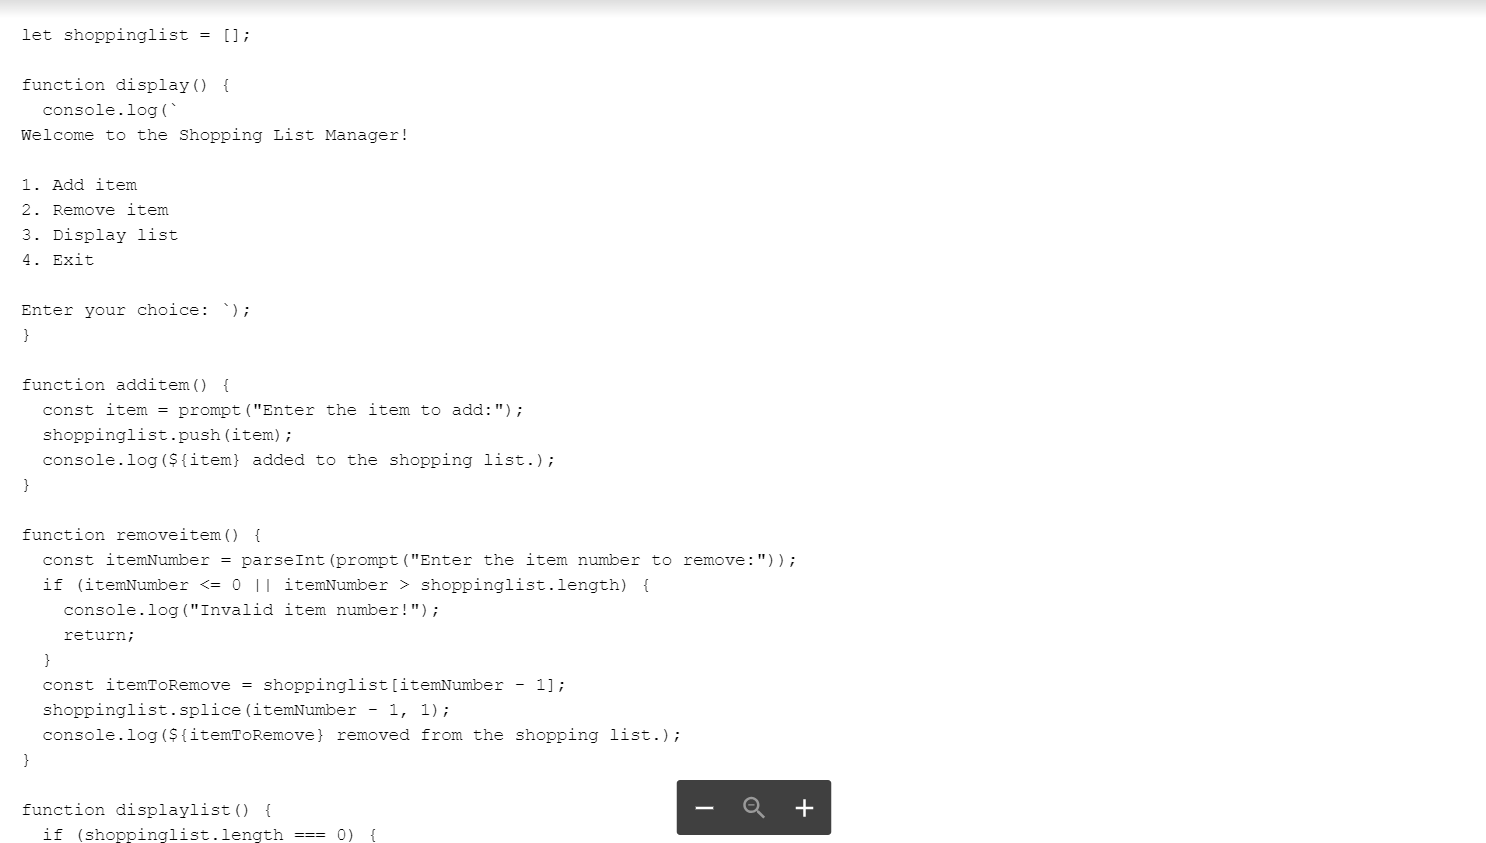 let shoppinglist = [];

function display() {
  console.log(`
Welcome to the Shopping List Manager!

1. Add item
2. Remove item
3. Display list
4. Exit

Enter your choice: `);
}

function additem() {
  const item = prompt("Enter the item to add:");
  shoppinglist.push(item);
  console.log(${item} added to the shopping list.);
}

function removeitem() {
  const itemNumber = parseInt(prompt("Enter the item number to remove:"));
  if (itemNumber <= 0 || itemNumber > shoppinglist.length) {
    console.log("Invalid item number!");
    return;
  }
  const itemToRemove = shoppinglist[itemNumber - 1];
  shoppinglist.splice(itemNumber - 1, 1);
  console.log(${itemToRemove} removed from the shopping list.);
}

function displaylist() {
  if (shoppinglist.length === 0) {